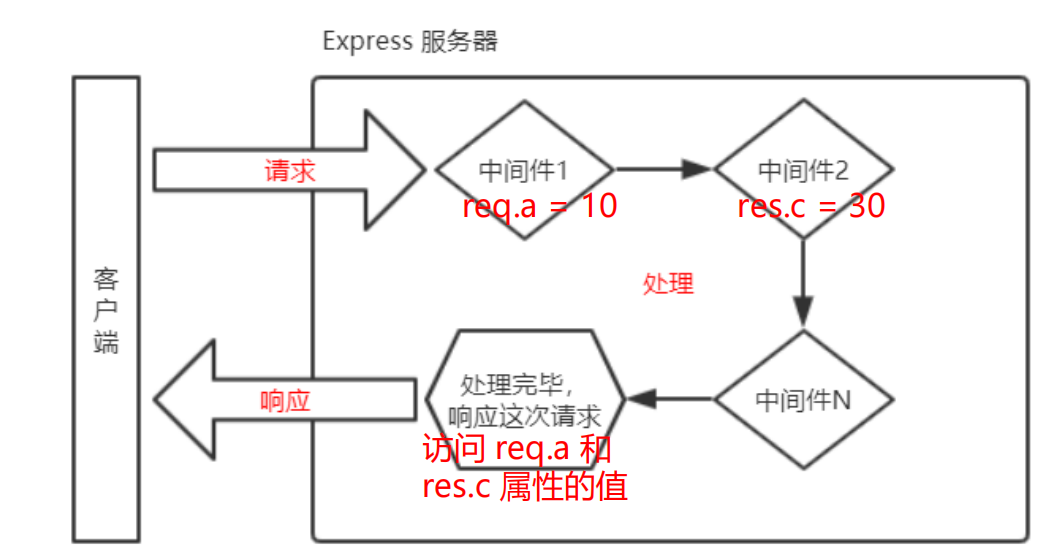 Express 服务器
客户端
请求
中间件1
req.a = 10
中间件2
res.c = 30
处理
响应
处理完毕，
响应这次请求
访问 req.a 和
res.c 属性的值
中间件N